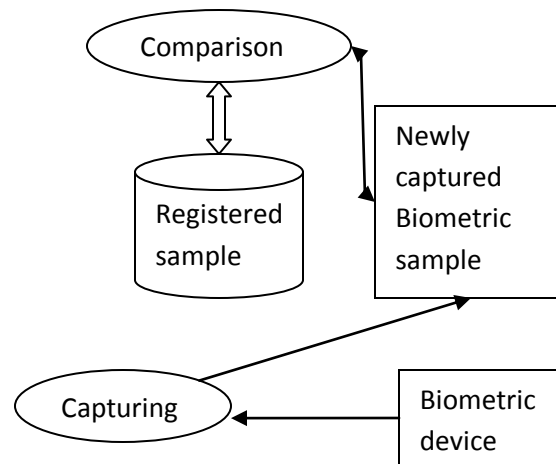 Comparison
Newly
captured
Biometric
sample
Registered
sample
Capturing
Biometric
device